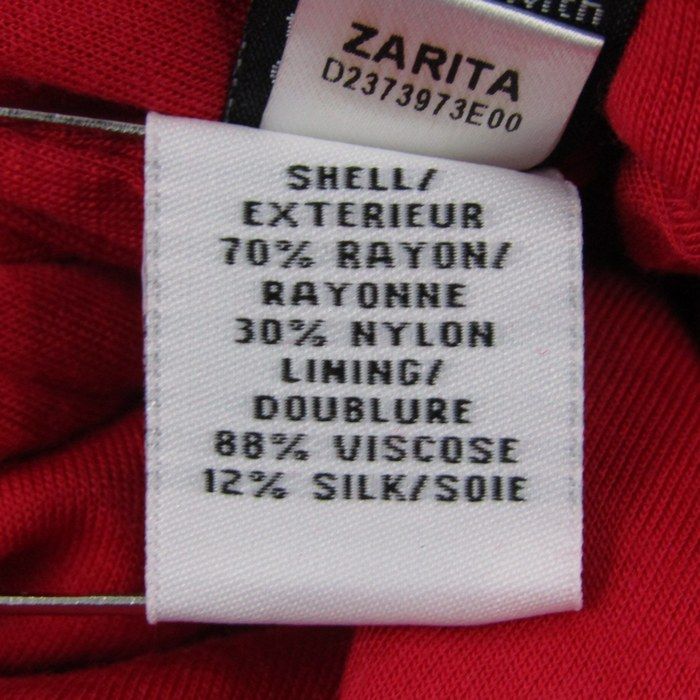 ZARITA
D2373973E00
SHELL/
EXTERIEUR
70% RAYON/
RAYONNE
30% NYLON
LINING/
DOUBLURE
88% VISCOSE
12% SILK/SOIE